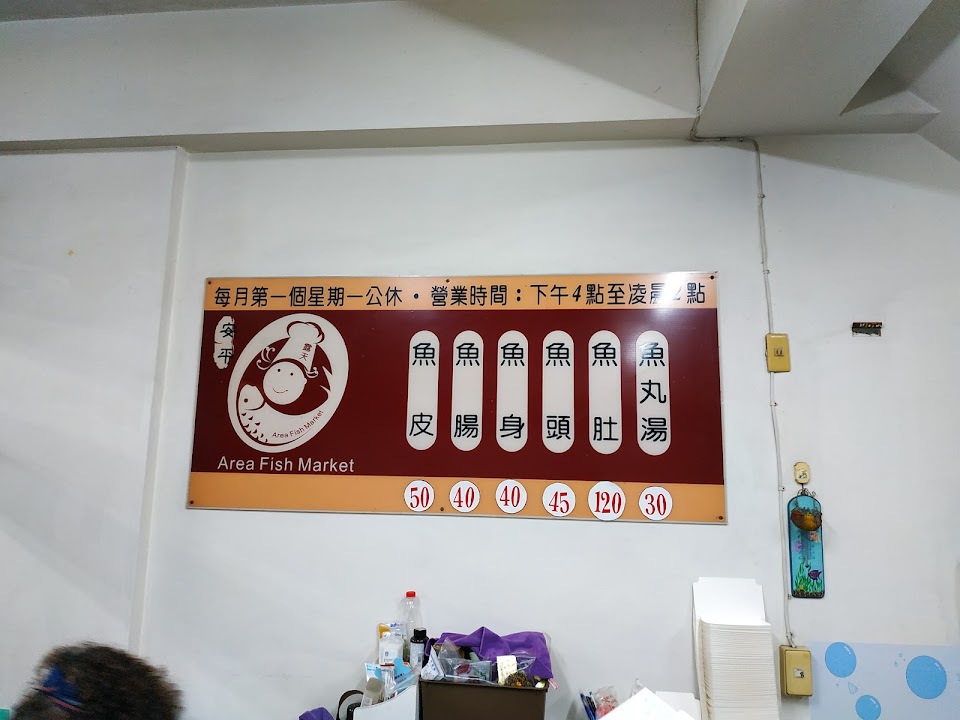 每月第一個星期一公休・營業時間：下午4點至凌晨2點
安平
露天
Area Fish Market
Area Fish Market
魚皮
魚腸
魚身
魚頭
魚肚
魚丸湯
50 40 40 45 120 30